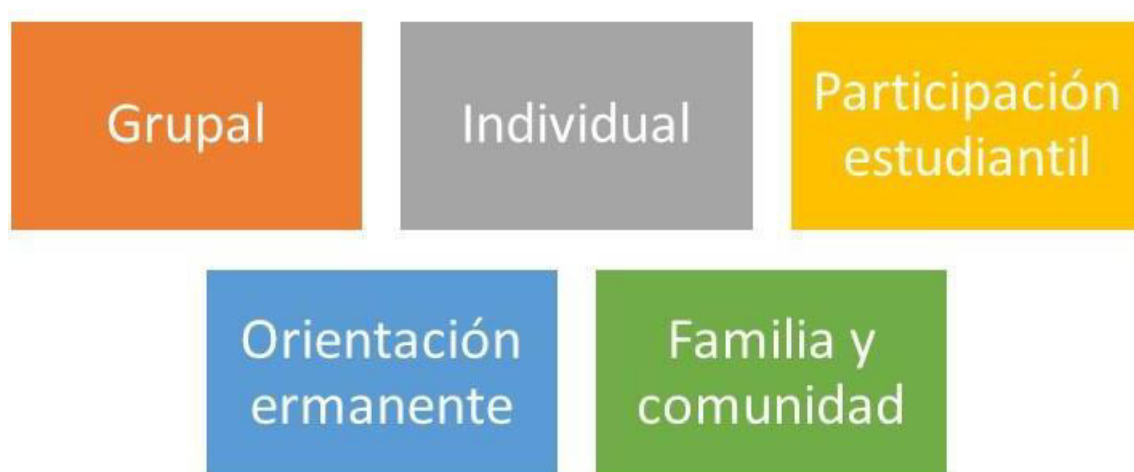 Grupal
Individual
Participación
estudiantil
Orientación
ermanente
Familia y
comunidad